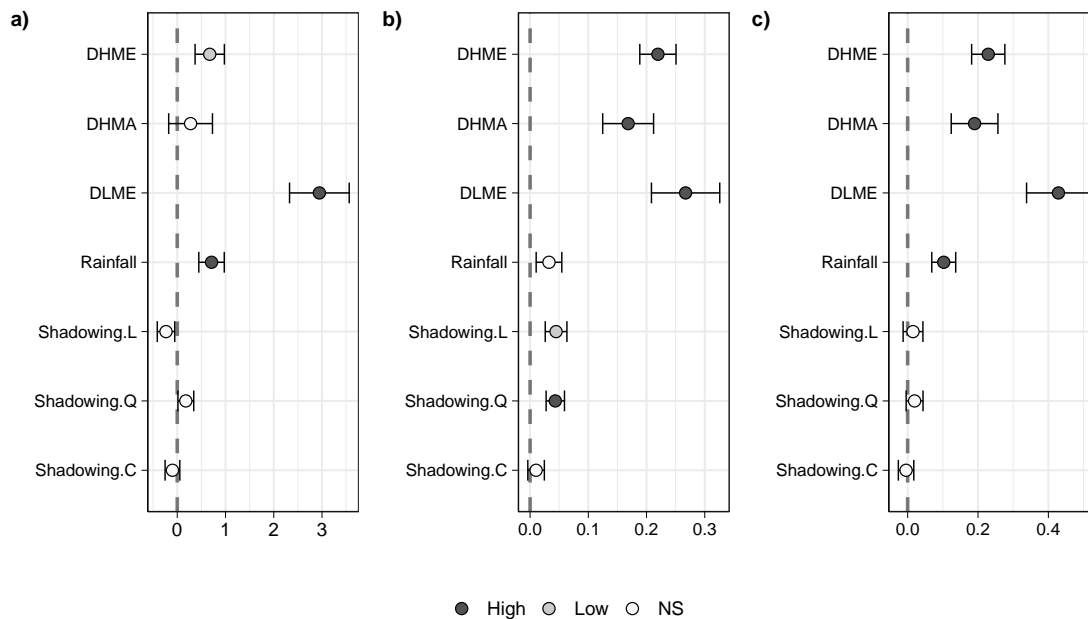 a)
DHME
DHMA
DLME
Rainfall
Shadowing.L
Shadowing.Q
Shadowing.C
0 1 3
b)
DHME
DHMA
DLME
Rainfall
Shadowing.L
Shadowing.Q
Shadowing.C
0.0 0.1 0.2 0.3
c)
DHME
DHMA
DLME
Rainfall
Shadowing.L
Shadowing.Q
Shadowing.C
0.0 0.2 0.4
High Low NS